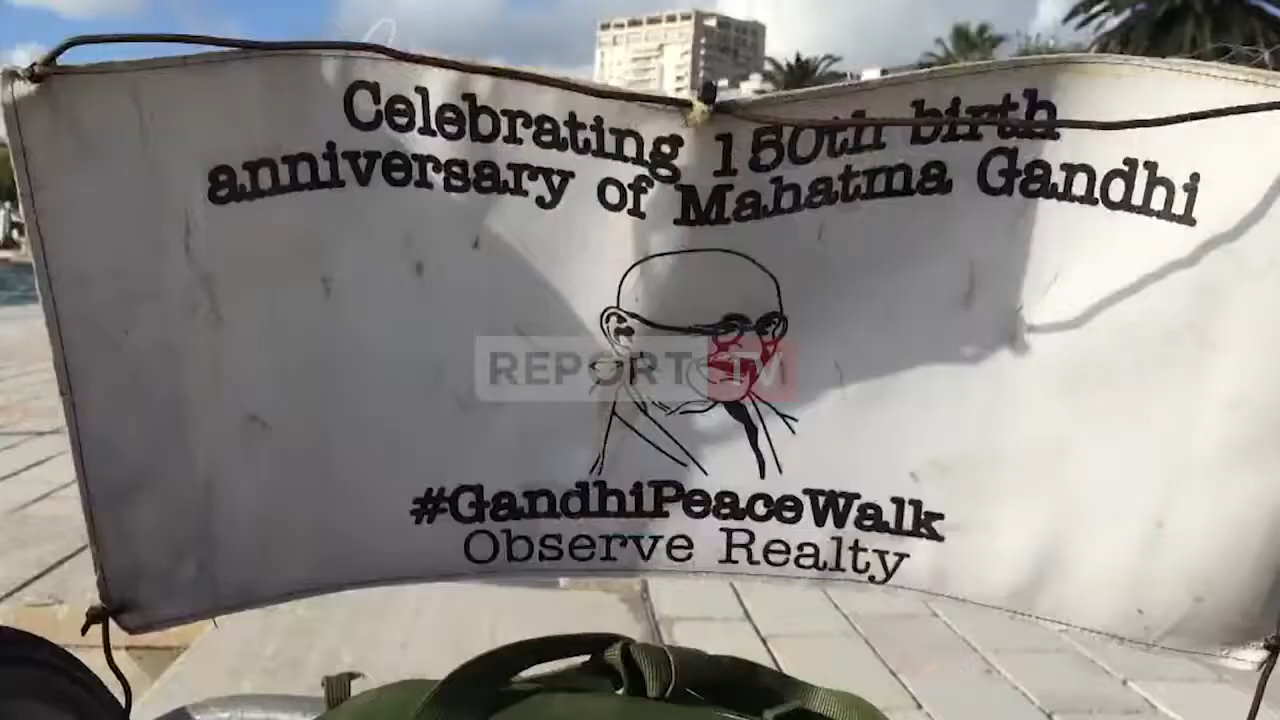 Celebrating 150th birth
anniversary of Mahatma Gandhi
REPORT TV
#GandhiPeaceWalk
Observe Realty